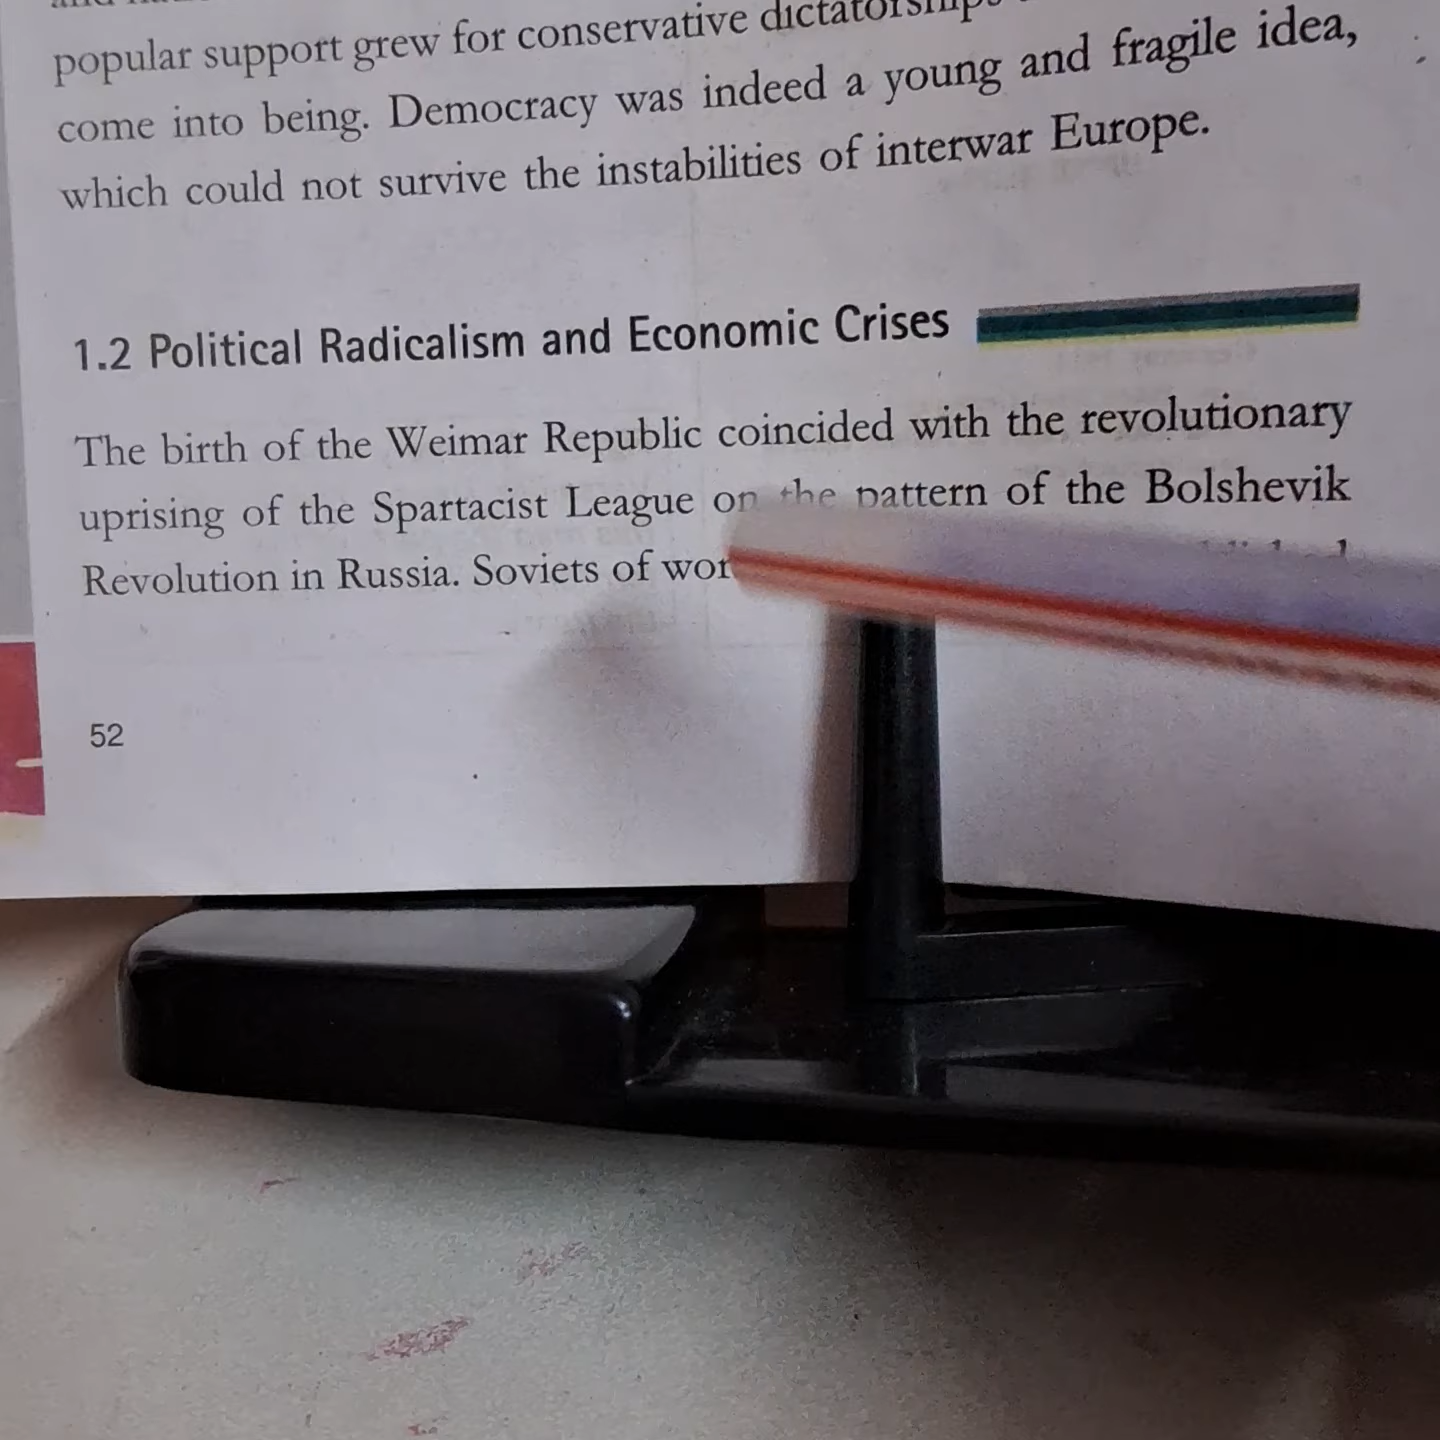 popular support grew for conservative dictatorships
come into being. Democracy was indeed a young and fragile idea,
which could not survive the instabilities of interwar Europe.
1.2 Political Radicalism and Economic Crises
The birth of the Weimar Republic coincided with the revolutionary
uprising of the Spartacist League on the pattern of the Bolshevik
Revolution in Russia. Soviets of
52